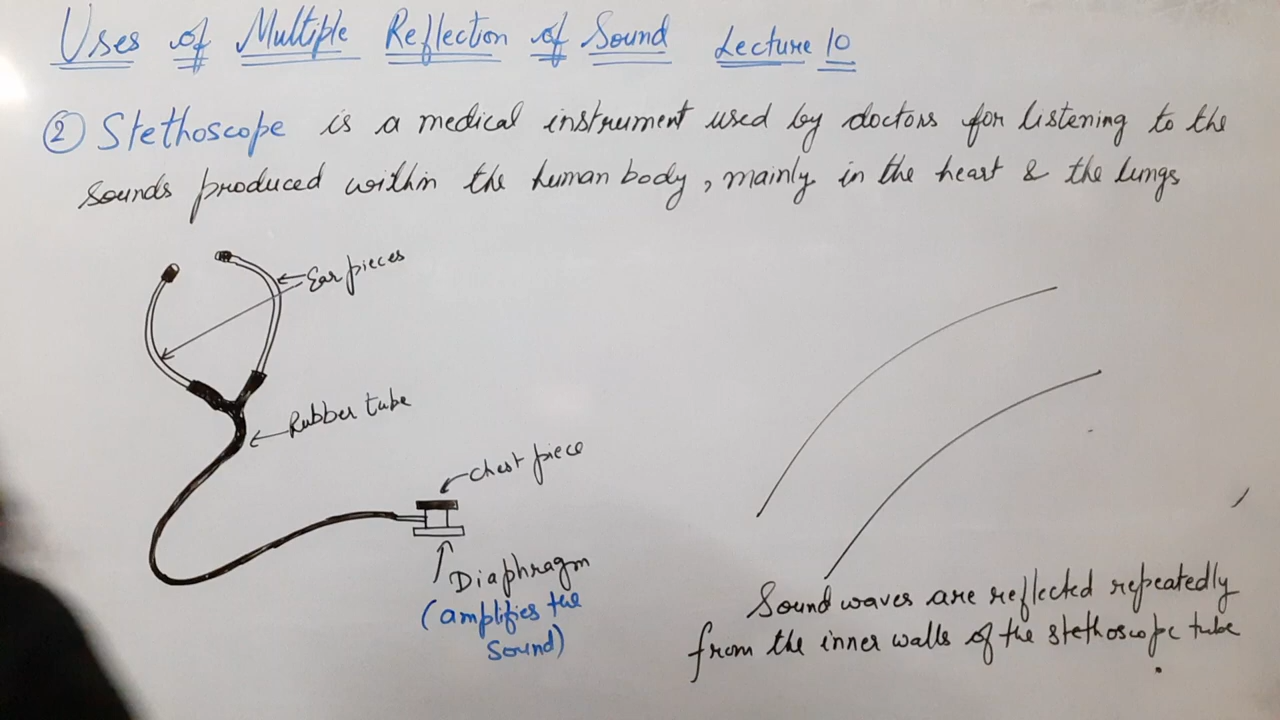 Uses of Multiple Reflection of Sound Lecture 10
② Stethoscope is a medical instrument used by doctors for listening to the
sounds produced within the human body, mainly in the heart & the lungs
Ear pieces
Rubber tube
Chest piece
Diaphragm
(amplifies the
Sound)
Sound waves are reflected repeatedly
from the inner walls of the stethoscope tube
.